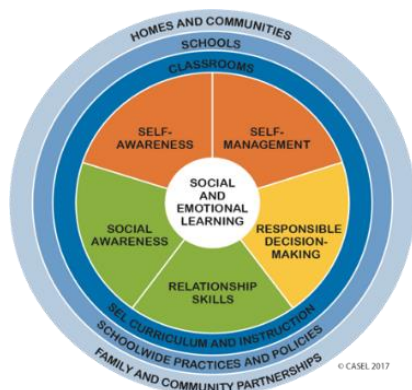 HOMES AND COMMUNITIES
SCHOOLS
CLASSROOMS
SELF-
AWARENESS
SELF-
MANAGEMENT
SOCIAL
AND
EMOTIONAL
LEARNING
SOCIAL
AWARENESS
RESPONSIBLE
DECISION-
MAKING
RELATIONSHIP
SKILLS
SEL CURRICULUM AND INSTRUCTION
SCHOOLWIDE PRACTICES AND POLICIES
FAMILY AND COMMUNITY PARTNERSHIPS
© CASEL 2017